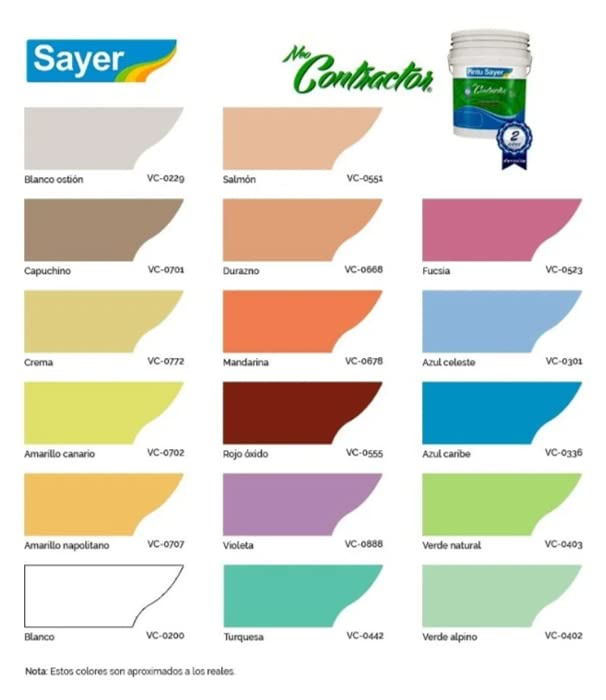 Sayer
Neo
Contractor
Pintu Sayer
Contractor
2
Blanco ostión VC-0229
Salmón VC-0551
Capuchino VC-0701
Durazno VC-0668
Fucsia VC-0523
Crema VC-0772
Mandarina VC-0678
Azul celeste VC-0301
Amarillo canario VC-0702
Rojo óxido VC-0555
Azul caribe VC-0336
Amarillo napolitano VC-0707
Violeta VC-0888
Verde natural VC-0403
Blanco VC-0200
Turquesa VC-0442
Verde alpino VC-0402
Nota: Estos colores son aproximados a los reales.